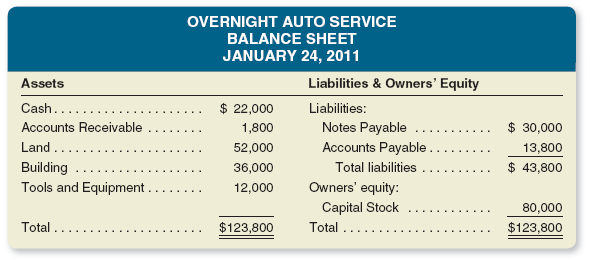 OVERNIGHT AUTO SERVICE
BALANCE SHEET
JANUARY 24, 2011
Assets Liabilities & Owners' Equity
Cash. . . . . . . . . . . . . . . . . . . . . $ 22,000 Liabilities:
Accounts Receivable . . . . . . . . 1,800 Notes Payable . . . . . . . . . . . $ 30,000
Land . . . . . . . . . . . . . . . . . . . . . 52,000 Accounts Payable . . . . . . . . . 13,800
Building . . . . . . . . . . . . . . . . . . 36,000 Total liabilities . . . . . . . . . . $ 43,800
Tools and Equipment . . . . . . . . 12,000 Owners' equity:
Capital Stock . . . . . . . . . . . . 80,000
Total . . . . . . . . . . . . . . . . . . . . . $123,800 Total . . . . . . . . . . . . . . . . . . . . . $123,800